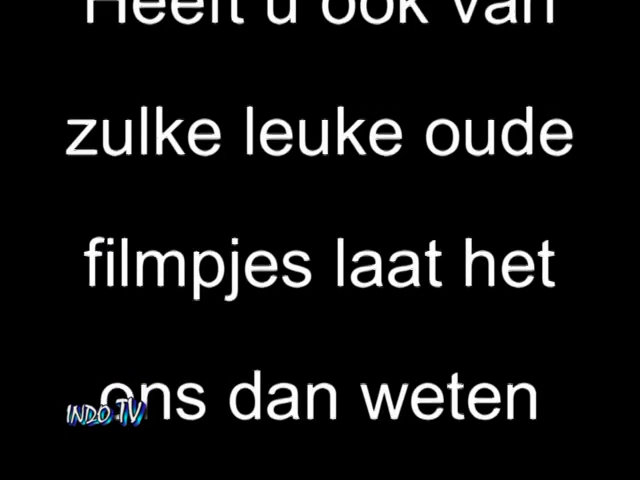 Heeft u ook van
zulke leuke oude
filmpjes laat het
ons dan weten
INDO TV